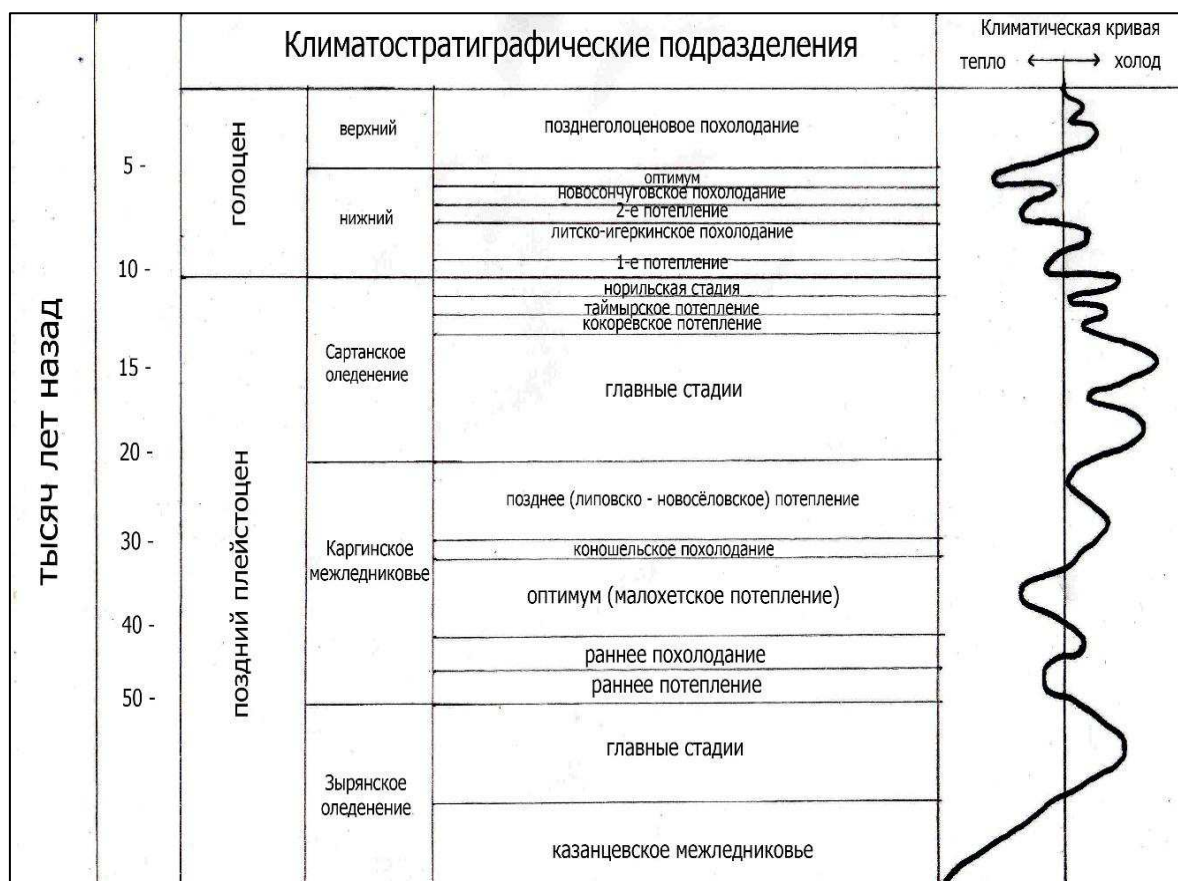 Климатостратиграфические подразделения
Климатическая кривая
тепло
холод
тысяч лет назад
5 -
10 -
15 -
20 -
30 -
40 -
50 -
голоцен
поздний плейстоцен
верхний
нижний
Сартанское
оледенение
Каргинское
межледниковье
Зырянское
оледенение
позднеголоценовое похолодание
оптимум
новосончуговское похолодание
2-е потепление
литско-игеркинское похолодание
1-е потепление
норильская стадия
таймырское потепление
кокоревское потепление
главные стадии
позднее (липовско - новосёловское) потепление
коношельское похолодание
оптимум (малохетское потепление)
раннее похолодание
раннее потепление
главные стадии
казанцевское межледниковье